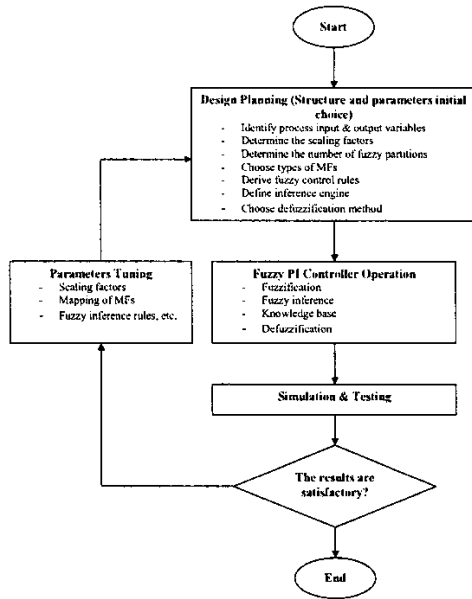 Start
Design Planning (Structure and parameters initial
choice)
- Identify process input & output variables
- Determine the scaling factors
- Determine the number of fuzzy partitions
- Choose types of MFs
- Derive fuzzy control rules
- Define inference engine
- Choose defuzzification method
Parameters Tuning
- Scaling factors
- Mapping of MFs
- Fuzzy inference rules, etc.
Fuzzy PI Controller Operation
- Fuzzification
- Fuzzy inference
- Knowledge base
- Defuzzification
Simulation & Testing
The results are
satisfactory?
End